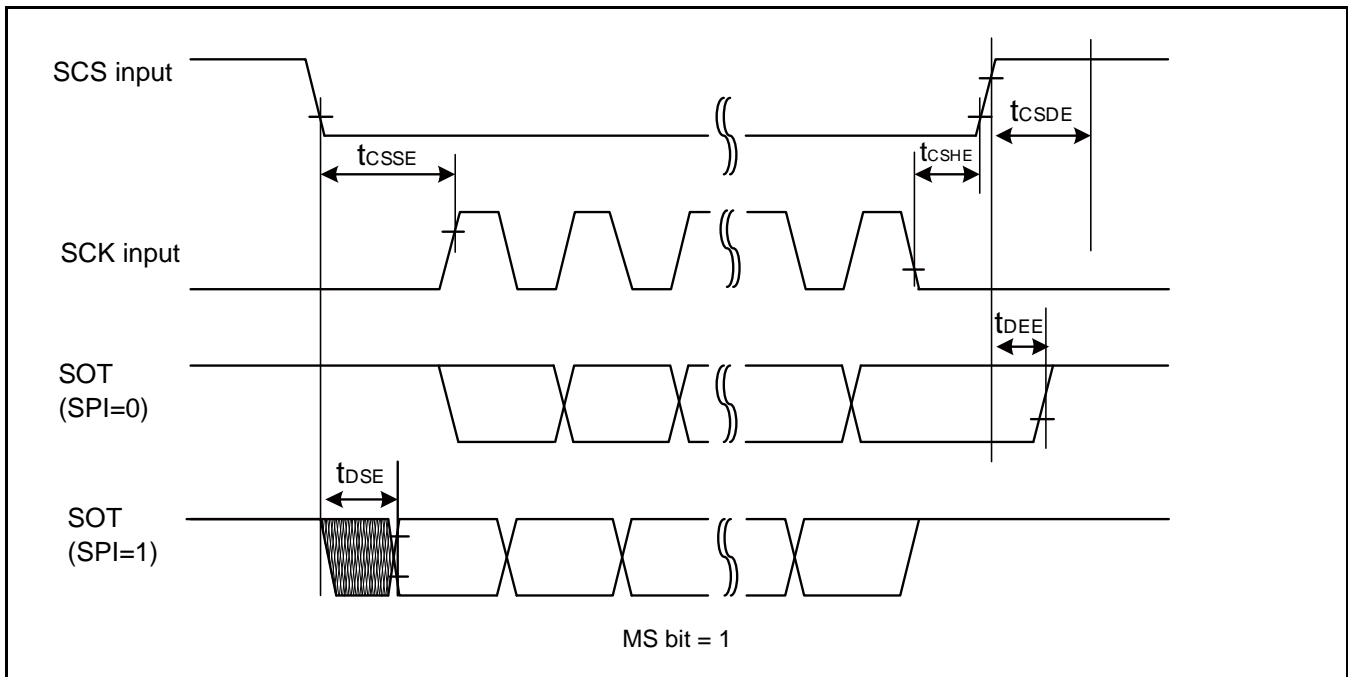 SCS input
tCSDE
tCSSE
tCSHE
SCK input
tDEE
SOT
(SPI=0)
tDSE
SOT
(SPI=1)
MS bit = 1